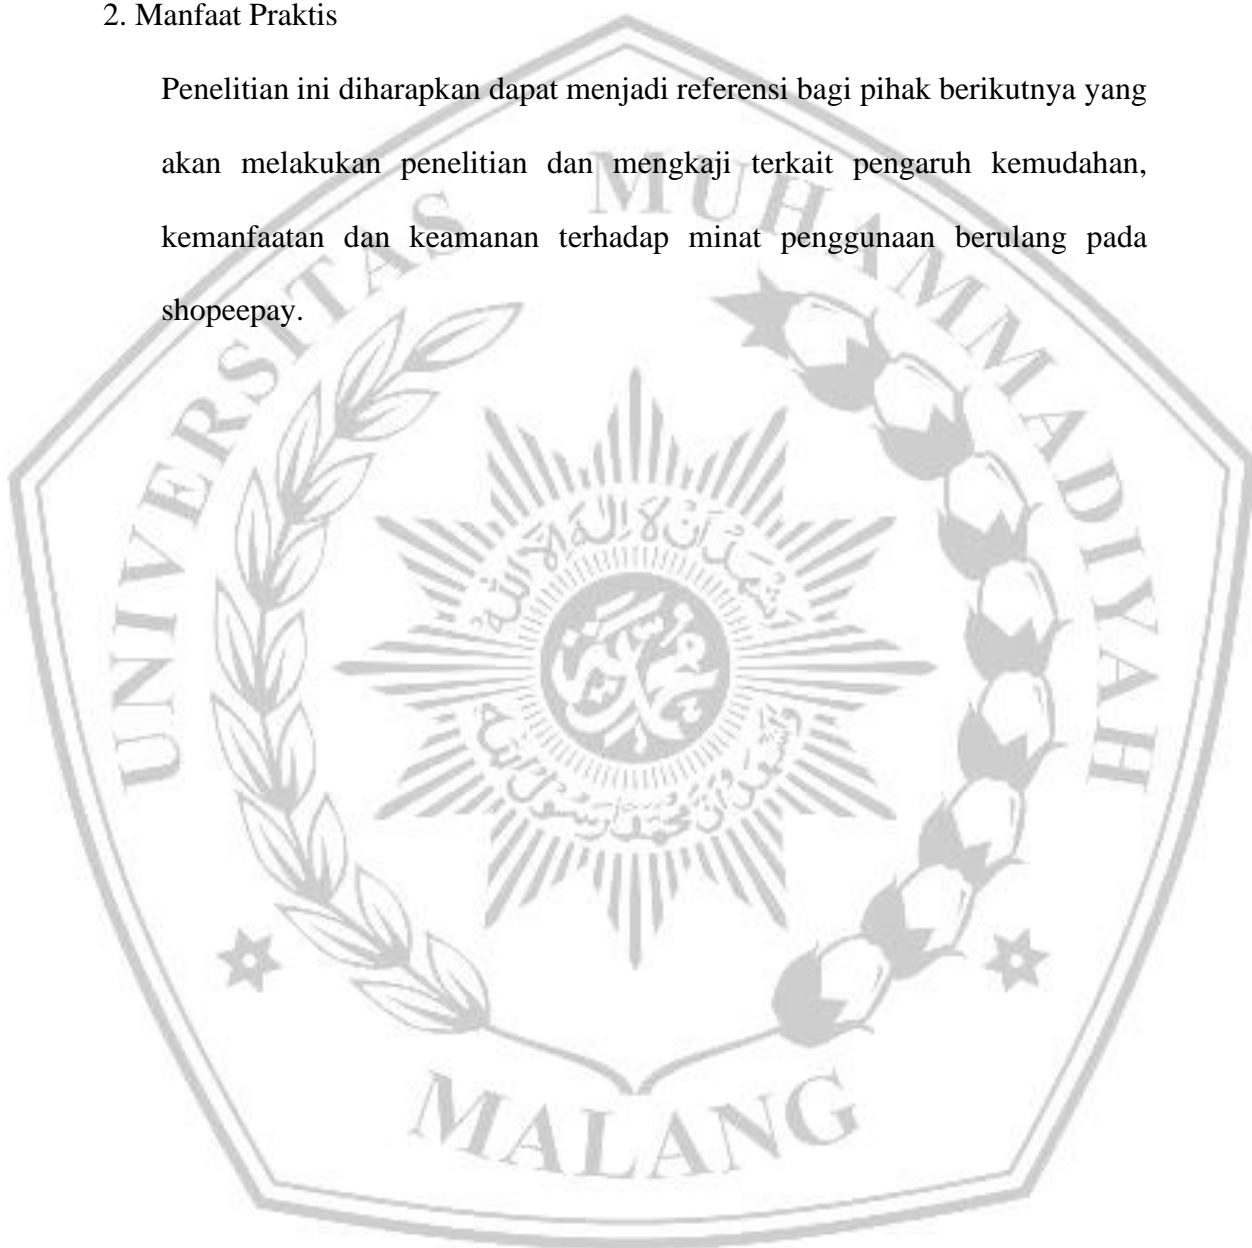 2. Manfaat Praktis
Penelitian ini diharapkan dapat menjadi referensi bagi pihak berikutnya yang
akan melakukan penelitian dan mengkaji terkait pengaruh kemudahan,
kemanfaatan dan keamanan terhadap minat penggunaan berulang pada
shopeepay.
UNIVERSITAS MUHAMMADIYAH
MALANG